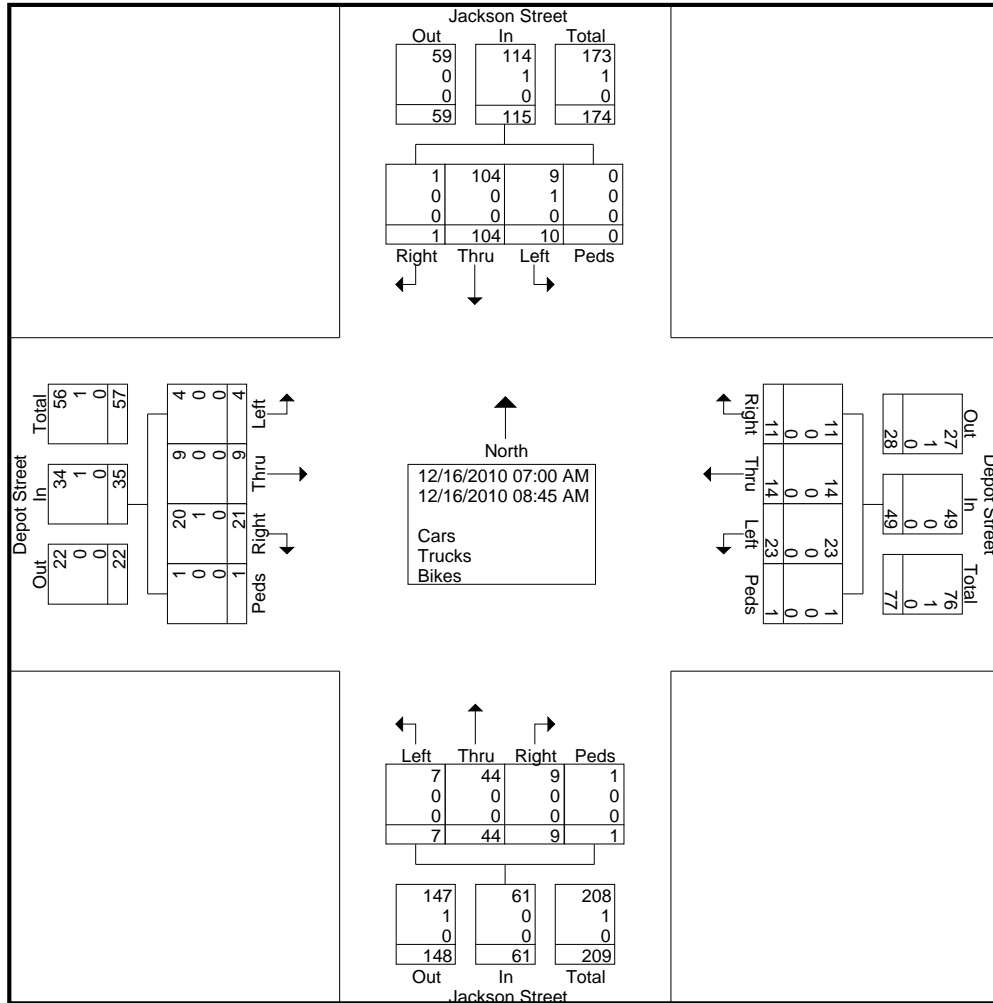 Jackson Street
Out In Total
59 114 173
0 1 1
0 0 0
59 115 174
1 104 9 0
0 0 1 0
0 0 0 0
1 104 10 0
Right Thru Left Peds
Depot Street
Total In Out
56 34 22
1 1 0
0 0 0
57 35 22
4 9 20 1
0 0 1 0
0 0 0 0
4 9 21 1
Left Thru Right Peds
North
12/16/2010 07:00 AM
12/16/2010 08:45 AM
Cars
Trucks
Bikes
Right Thru Left Peds
11 14 23 1
0 0 0 0
0 0 0 0
11 14 23 1
Depot Street
Out In Total
27 49 76
1 0 1
0 0 0
28 49 77
Left Thru Right Peds
7 44 9 1
0 0 0 0
0 0 0 0
7 44 9 1
147 61 208
1 0 1
0 0 0
148 61 209
Out In Total
Jackson Street